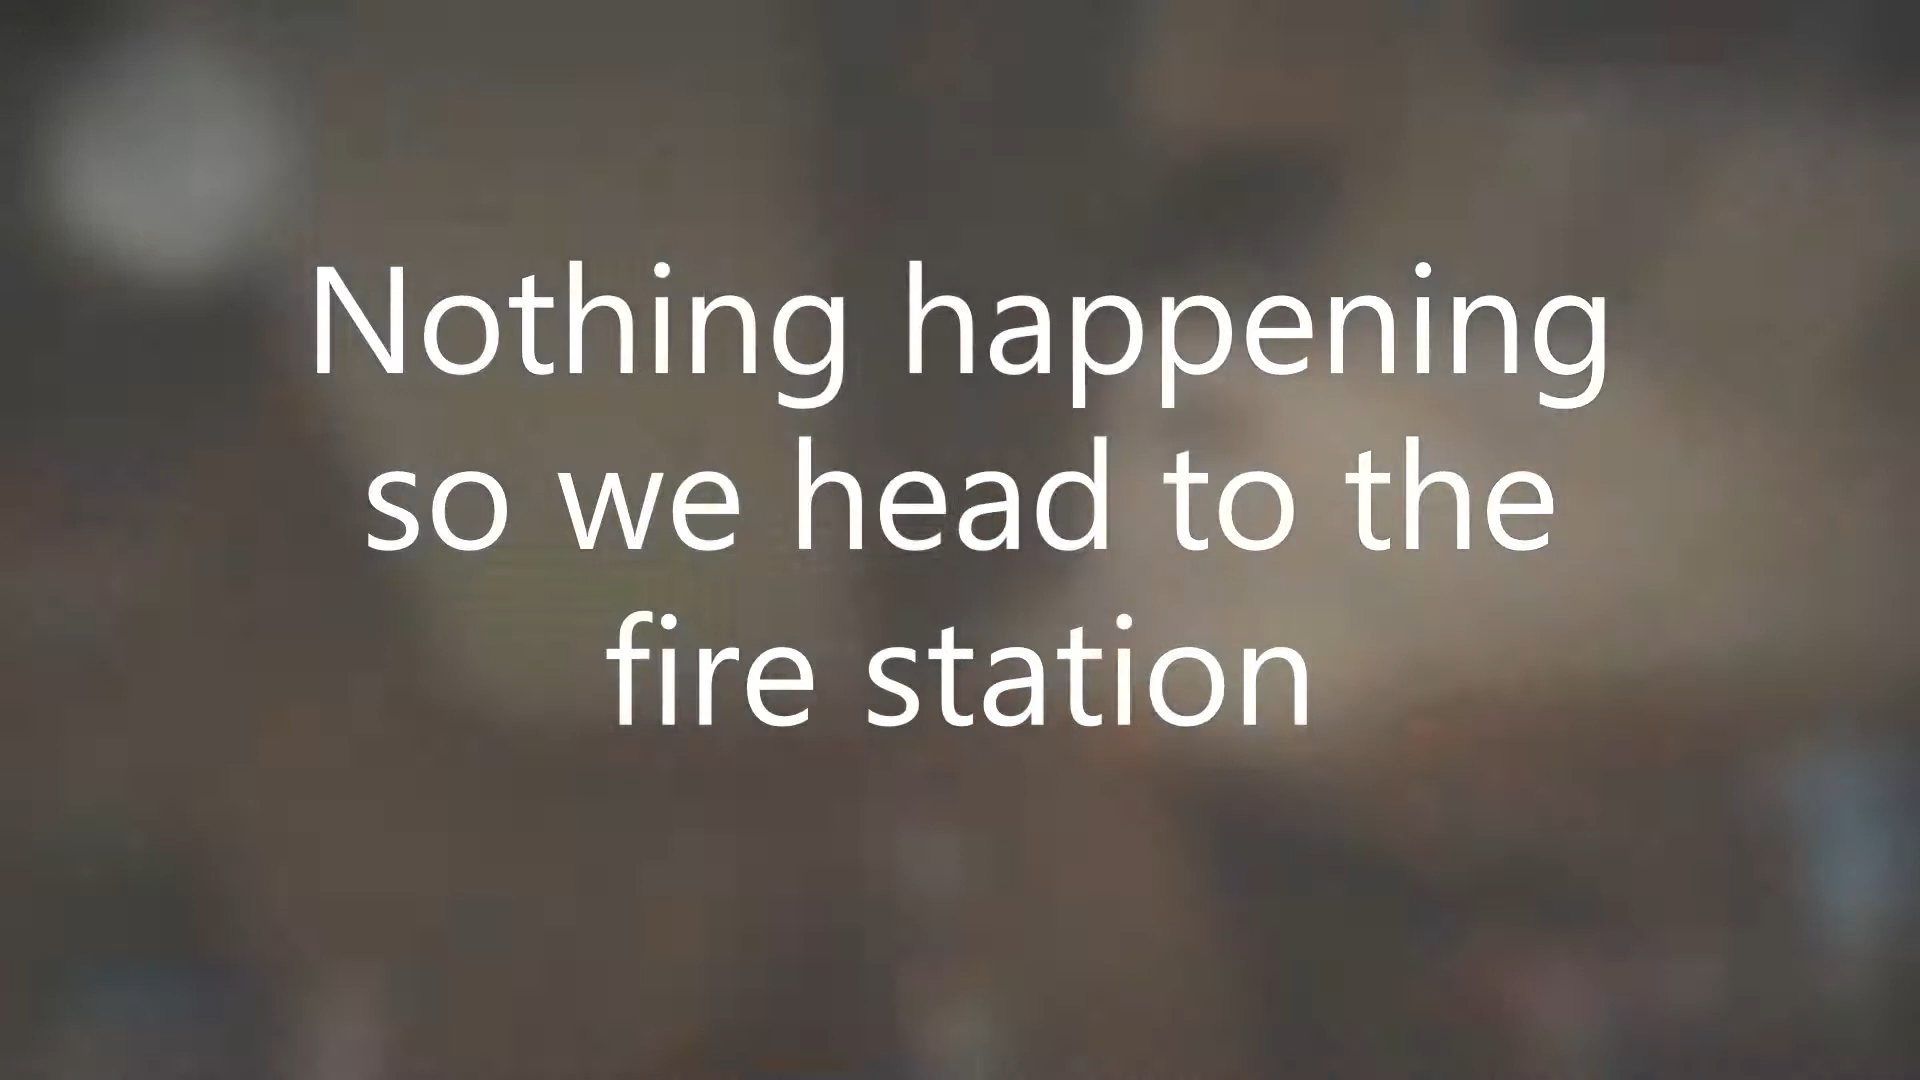 Nothing happening
so we head to the
fire station